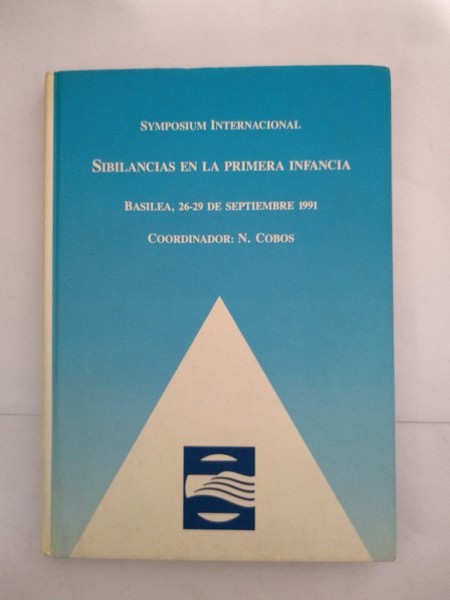 SYMPOSIUM INTERNACIONAL
SIBILANCIAS EN LA PRIMERA INFANCIA
BASILEA, 26-29 DE SEPTIEMBRE 1991
COORDINADOR: N. COBOS